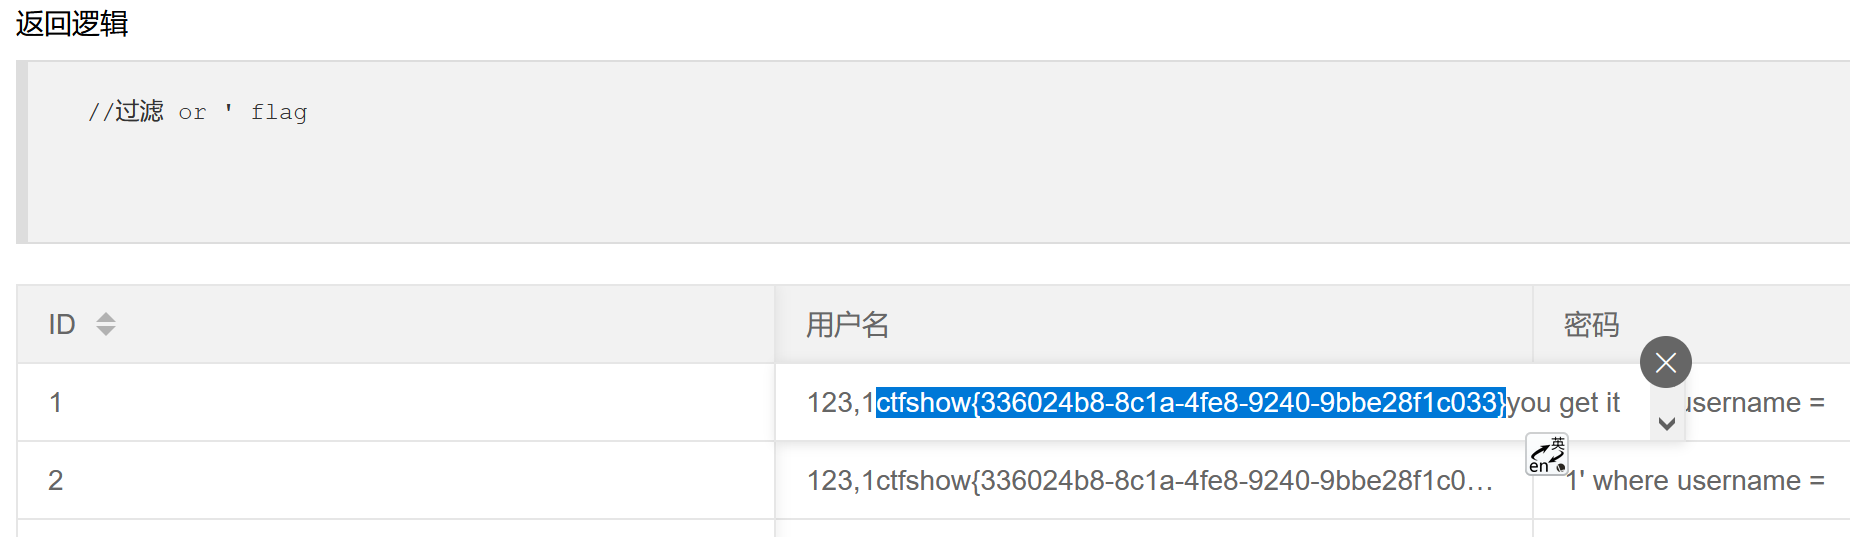 返回逻辑
//过滤 or ' flag
ID 用户名 密码
1 123,1ctfshow{336024b8-8c1a-4fe8-9240-9bbe28f1c033}you get it username =
英
en
2 123,1ctfshow{336024b8-8c1a-4fe8-9240-9bbe28f1c0… 1' where username =